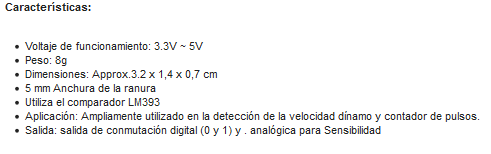 Características:
• Voltaje de funcionamiento: 3.3V ~ 5V
• Peso: 8g
• Dimensiones: Approx.3.2 x 1,4 x 0,7 cm
• 5 mm Anchura de la ranura
• Utiliza el comparador LM393
• Aplicación: Ampliamente utilizado en la detección de la velocidad dínamo y contador de pulsos.
• Salida: salida de conmutación digital (0 y 1) y . analógica para Sensibilidad